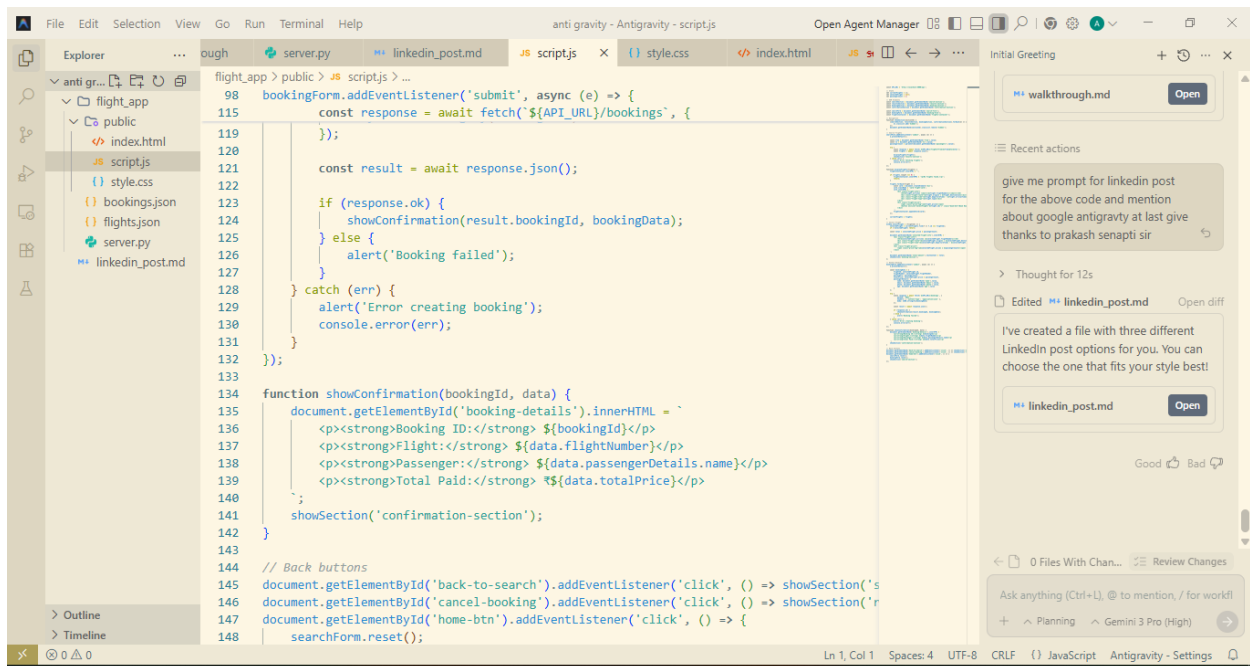 File Edit Selection View Go Run Terminal Help
anti gravity - Antigravity - script.js
Open Agent Manager
Explorer
anti gr...
flight_app
public
index.html
JS script.js
{} style.css
{} bookings.json
{} flights.json
server.py
M+ linkedin_post.md
Outline
Timeline
ough
server.py
M+ linkedin_post.md
JS script.js
{} style.css
index.html
JS
flight_app > public > JS script.js > ...
98 bookingForm.addEventListener('submit', async (e) => {
115 const response = await fetch(`${API_URL}/bookings`, {
119 });
120
121 const result = await response.json();
122
123 if (response.ok) {
124 showConfirmation(result.bookingId, bookingData);
125 } else {
126 alert('Booking failed');
127 }
128 } catch (err) {
129 alert('Error creating booking');
130 console.error(err);
131 }
132 });
133
134 function showConfirmation(bookingId, data) {
135 document.getElementById('booking-details').innerHTML = `
136 <p><strong>Booking ID:</strong> ${bookingId}</p>
137 <p><strong>Flight:</strong> ${data.flightNumber}</p>
138 <p><strong>Passenger:</strong> ${data.passengerDetails.name}</p>
139 <p><strong>Total Paid:</strong> ₹${data.totalPrice}</p>
140 `;
141 showSection('confirmation-section');
142 }
143
144 // Back buttons
145 document.getElementById('back-to-search').addEventListener('click', () => showSection('s
146 document.getElementById('cancel-booking').addEventListener('click', () => showSection('r
147 document.getElementById('home-btn').addEventListener('click', () => {
148 searchForm.reset();
Initial Greeting
M+ walkthrough.md Open
Recent actions
give me prompt for linkedin post
for the above code and mention
about google antigravty at last give
thanks to prakash senapti sir
Thought for 12s
Edited M+ linkedin_post.md Open diff
I've created a file with three different
LinkedIn post options for you. You can
choose the one that fits your style best!
M+ linkedin_post.md Open
Good Bad
0 Files With Chan... Review Changes
Ask anything (Ctrl+L), @ to mention, / for workfl
Planning Gemini 3 Pro (High)
0 0
Ln 1, Col 1 Spaces: 4 UTF-8 CRLF {} JavaScript Antigravity - Settings